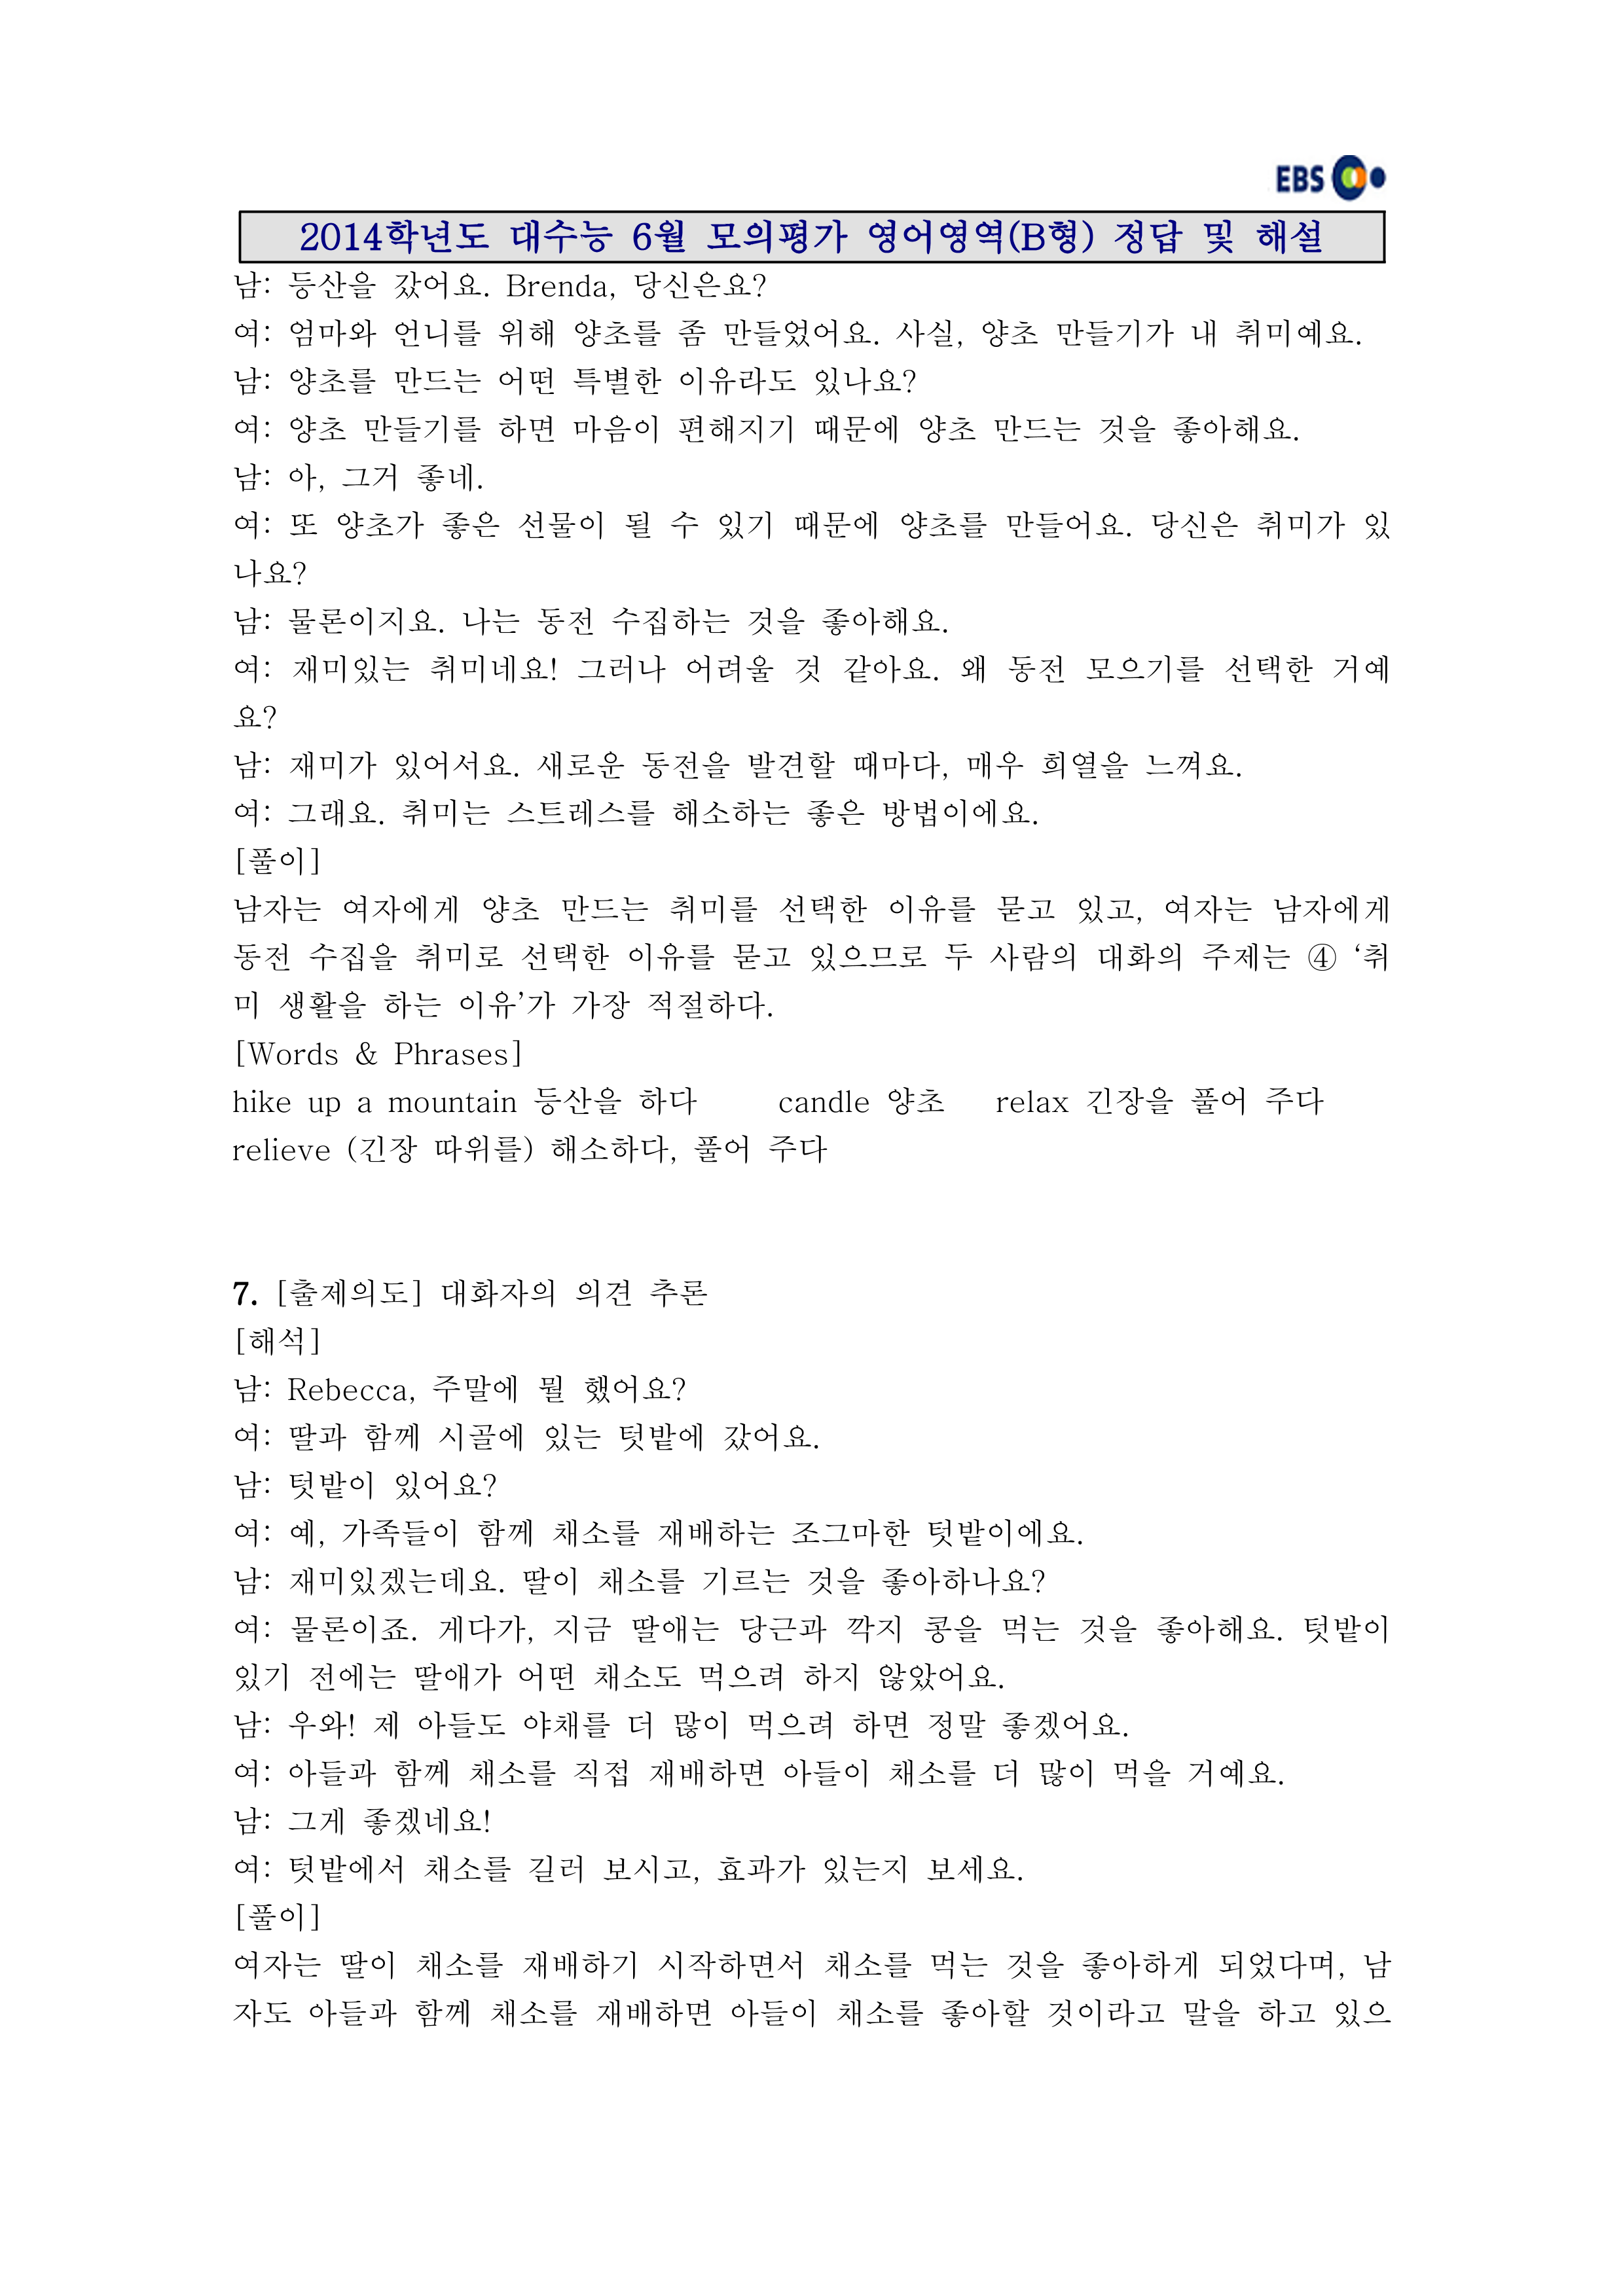 EBS
2014학년도 대수능 6월 모의평가 영어영역(B형) 정답 및 해설
남: 등산을 갔어요. Brenda, 당신은요?
여: 엄마와 언니를 위해 양초를 좀 만들었어요. 사실, 양초 만들기가 내 취미예요.
남: 양초를 만드는 어떤 특별한 이유라도 있나요?
여: 양초 만들기를 하면 마음이 편해지기 때문에 양초 만드는 것을 좋아해요.
남: 아, 그거 좋네.
여: 또 양초가 좋은 선물이 될 수 있기 때문에 양초를 만들어요. 당신은 취미가 있
나요?
남: 물론이지요. 나는 동전 수집하는 것을 좋아해요.
여: 재미있는 취미네요! 그러나 어려울 것 같아요. 왜 동전 모으기를 선택한 거예
요?
남: 재미가 있어서요. 새로운 동전을 발견할 때마다, 매우 희열을 느껴요.
여: 그래요. 취미는 스트레스를 해소하는 좋은 방법이에요.
[풀이]
남자는 여자에게 양초 만드는 취미를 선택한 이유를 묻고 있고, 여자는 남자에게
동전 수집을 취미로 선택한 이유를 묻고 있으므로 두 사람의 대화의 주제는 ④ ‘취
미 생활을 하는 이유’가 가장 적절하다.
[Words & Phrases]
hike up a mountain 등산을 하다 candle 양초 relax 긴장을 풀어 주다
relieve (긴장 따위를) 해소하다, 풀어 주다
7. [출제의도] 대화자의 의견 추론
[해석]
남: Rebecca, 주말에 뭘 했어요?
여: 딸과 함께 시골에 있는 텃밭에 갔어요.
남: 텃밭이 있어요?
여: 예, 가족들이 함께 채소를 재배하는 조그마한 텃밭이에요.
남: 재미있겠는데요. 딸이 채소를 기르는 것을 좋아하나요?
여: 물론이죠. 게다가, 지금 딸애는 당근과 깍지 콩을 먹는 것을 좋아해요. 텃밭이
있기 전에는 딸애가 어떤 채소도 먹으려 하지 않았어요.
남: 우와! 제 아들도 야채를 더 많이 먹으려 하면 정말 좋겠어요.
여: 아들과 함께 채소를 직접 재배하면 아들이 채소를 더 많이 먹을 거예요.
남: 그게 좋겠네요!
여: 텃밭에서 채소를 길러 보시고, 효과가 있는지 보세요.
[풀이]
여자는 딸이 채소를 재배하기 시작하면서 채소를 먹는 것을 좋아하게 되었다며, 남
자도 아들과 함께 채소를 재배하면 아들이 채소를 좋아할 것이라고 말을 하고 있으